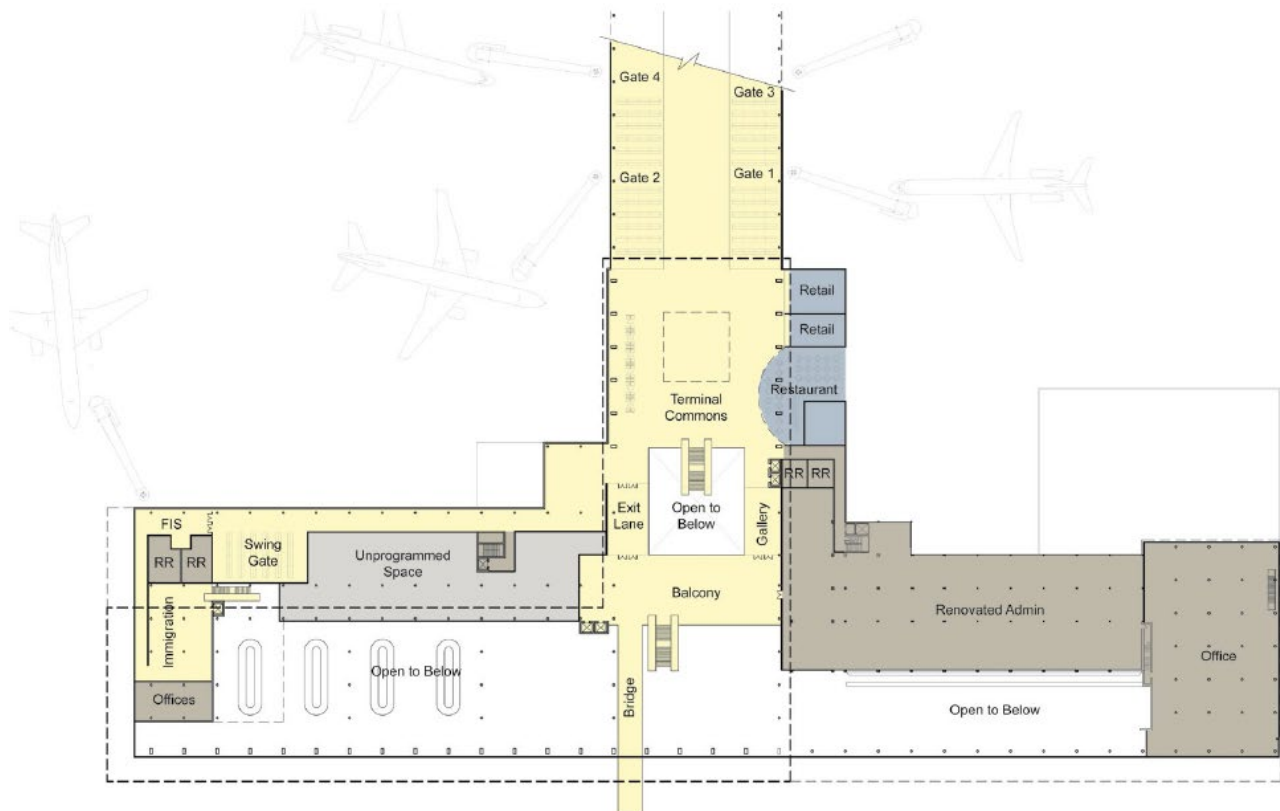 Gate 4
Gate 3
Gate 2
Gate 1
Retail
Retail
Restaurant
Terminal
Commons
RR
RR
Exit
Lane
Open to
Below
Gallery
FIS
Swing
Gate
RR
RR
Unprogrammed
Space
Balcony
Renovated Admin
Immigration
Office
Open to Below
Offices
Bridge
Open to Below